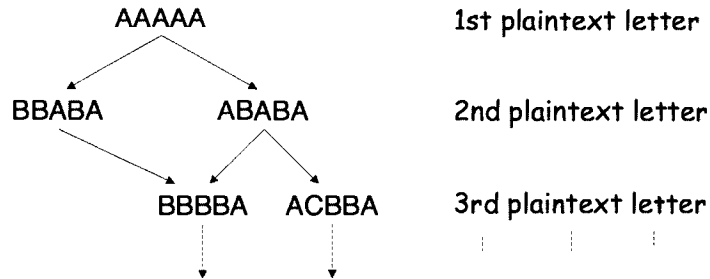 AAAAA 1st plaintext letter
BBABA ABABA 2nd plaintext letter
BBBBA ACBBA 3rd plaintext letter